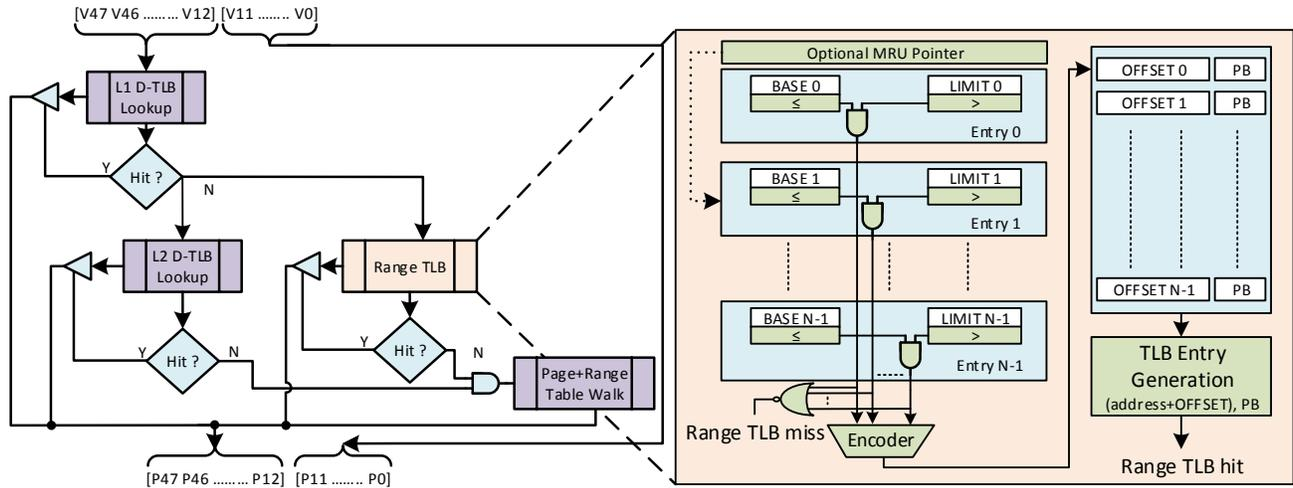 [V47 V46 ......... V12] [V11 ........ V0]
L1 D-TLB
Lookup
Hit ?
Y
N
L2 D-TLB
Lookup
Hit ?
Y
N
Range TLB
Hit ?
Y
N
Page+Range
Table Walk
[P47 P46 ......... P12] [P11 ........ P0]
Optional MRU Pointer
BASE 0
≤
LIMIT 0
>
Entry 0
BASE 1
≤
LIMIT 1
>
Entry 1
BASE N-1
≤
LIMIT N-1
>
Entry N-1
Range TLB miss
Encoder
OFFSET 0 PB
OFFSET 1 PB
OFFSET N-1 PB
TLB Entry
Generation
(address+OFFSET), PB
Range TLB hit